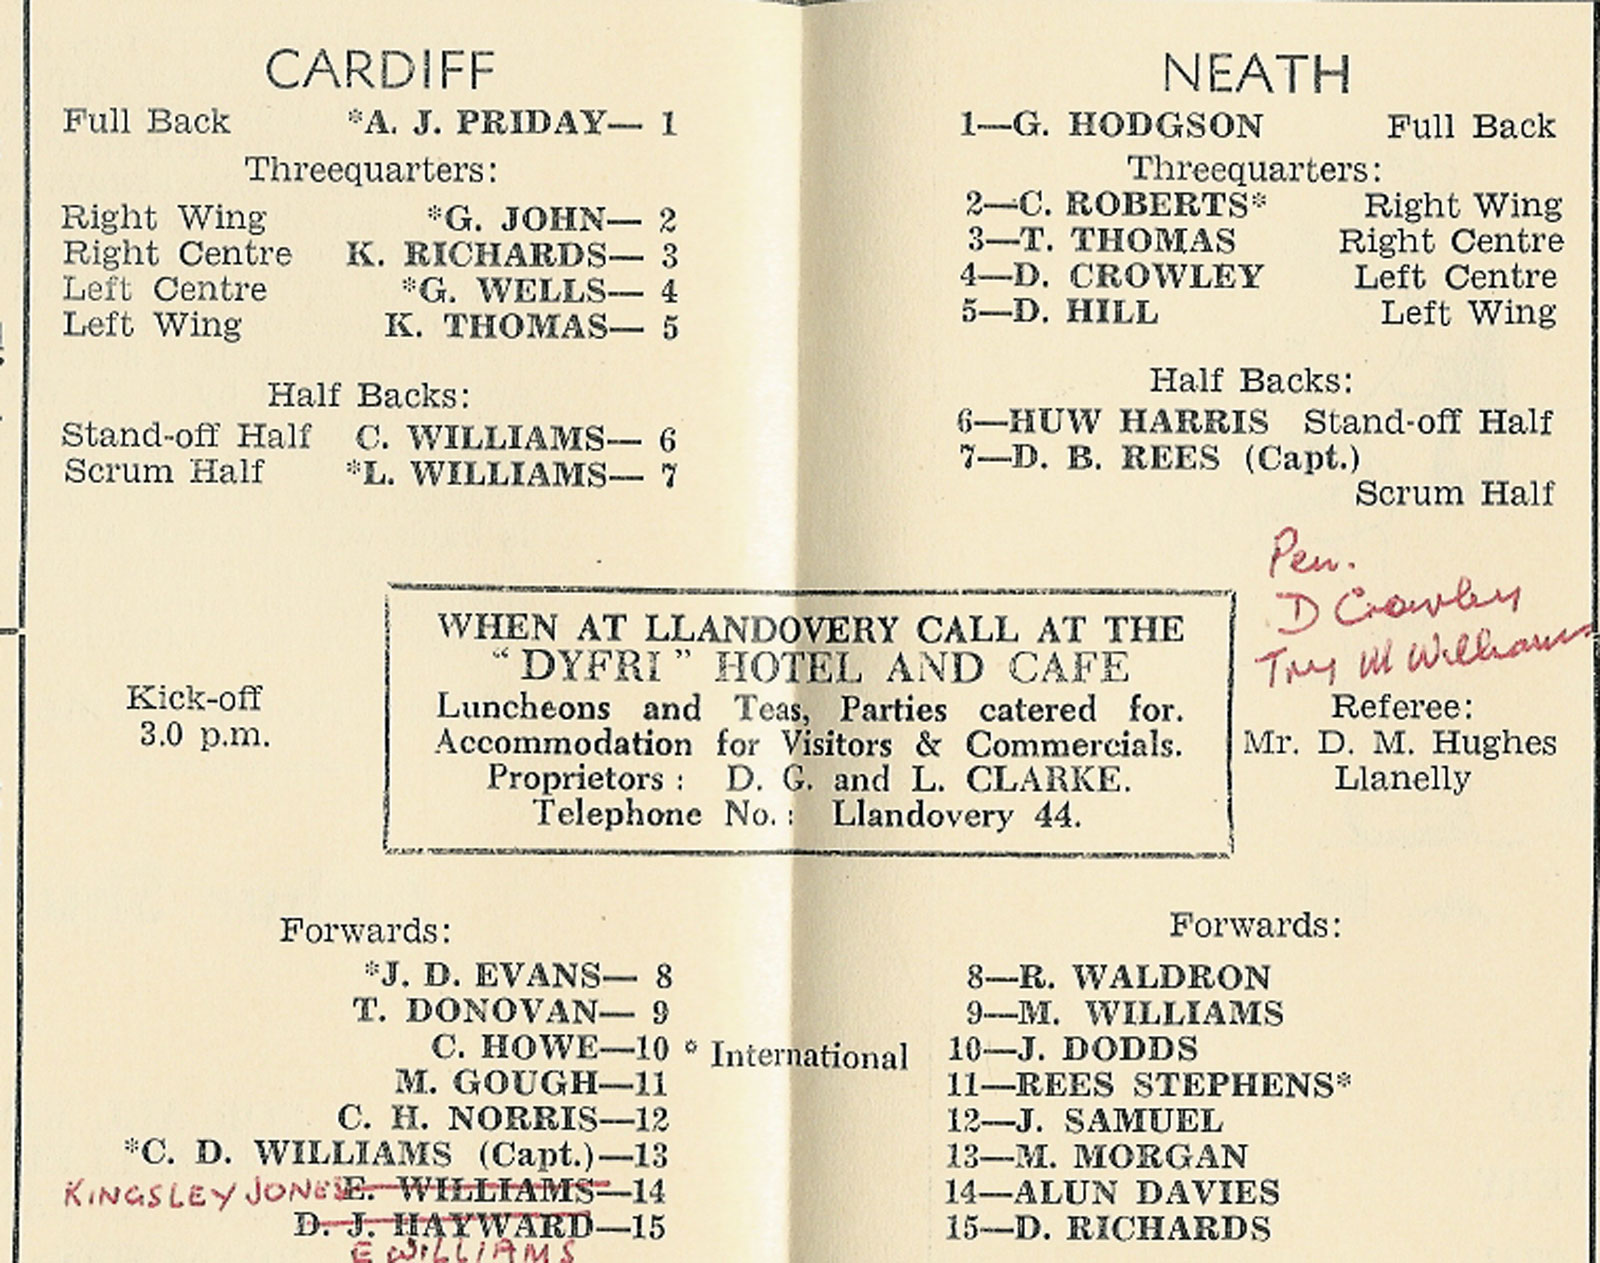 CARDIFF
Full Back *A. J. PRIDAY— 1
Threequarters:
Right Wing *G. JOHN— 2
Right Centre K. RICHARDS— 3
Left Centre *G. WELLS— 4
Left Wing K. THOMAS— 5
Half Backs:
Stand-off Half C. WILLIAMS— 6
Scrum Half *L. WILLIAMS— 7
NEATH
1—G. HODGSON Full Back
Threequarters:
2—C. ROBERTS* Right Wing
3—T. THOMAS Right Centre
4—D. CROWLEY Left Centre
5—D. HILL Left Wing
Half Backs:
6—HUW HARRIS Stand-off Half
7—D. B. REES (Capt.)
Scrum Half
Pen.
D Crowley
Try M Williams
Kick-off
3.0 p.m.
WHEN AT LLANDOVERY CALL AT THE
"DYFRI" HOTEL AND CAFE
Luncheons and Teas, Parties catered for.
Accommodation for Visitors & Commercials.
Proprietors : D. G. and L. CLARKE.
Telephone No. : Llandovery 44.
Referee:
Mr. D. M. Hughes
Llanelly
Forwards:
*J. D. EVANS— 8
T. DONOVAN— 9
C. HOWE—10
M. GOUGH—11
C. H. NORRIS—12
*C. D. WILLIAMS (Capt.)—13
KINGSLEY JONES E. WILLIAMS—14
D. J. HAYWARD—15
E WILLIAMS
* International
Forwards:
8—R. WALDRON
9—M. WILLIAMS
10—J. DODDS
11—REES STEPHENS*
12—J. SAMUEL
13—M. MORGAN
14—ALUN DAVIES
15—D. RICHARDS